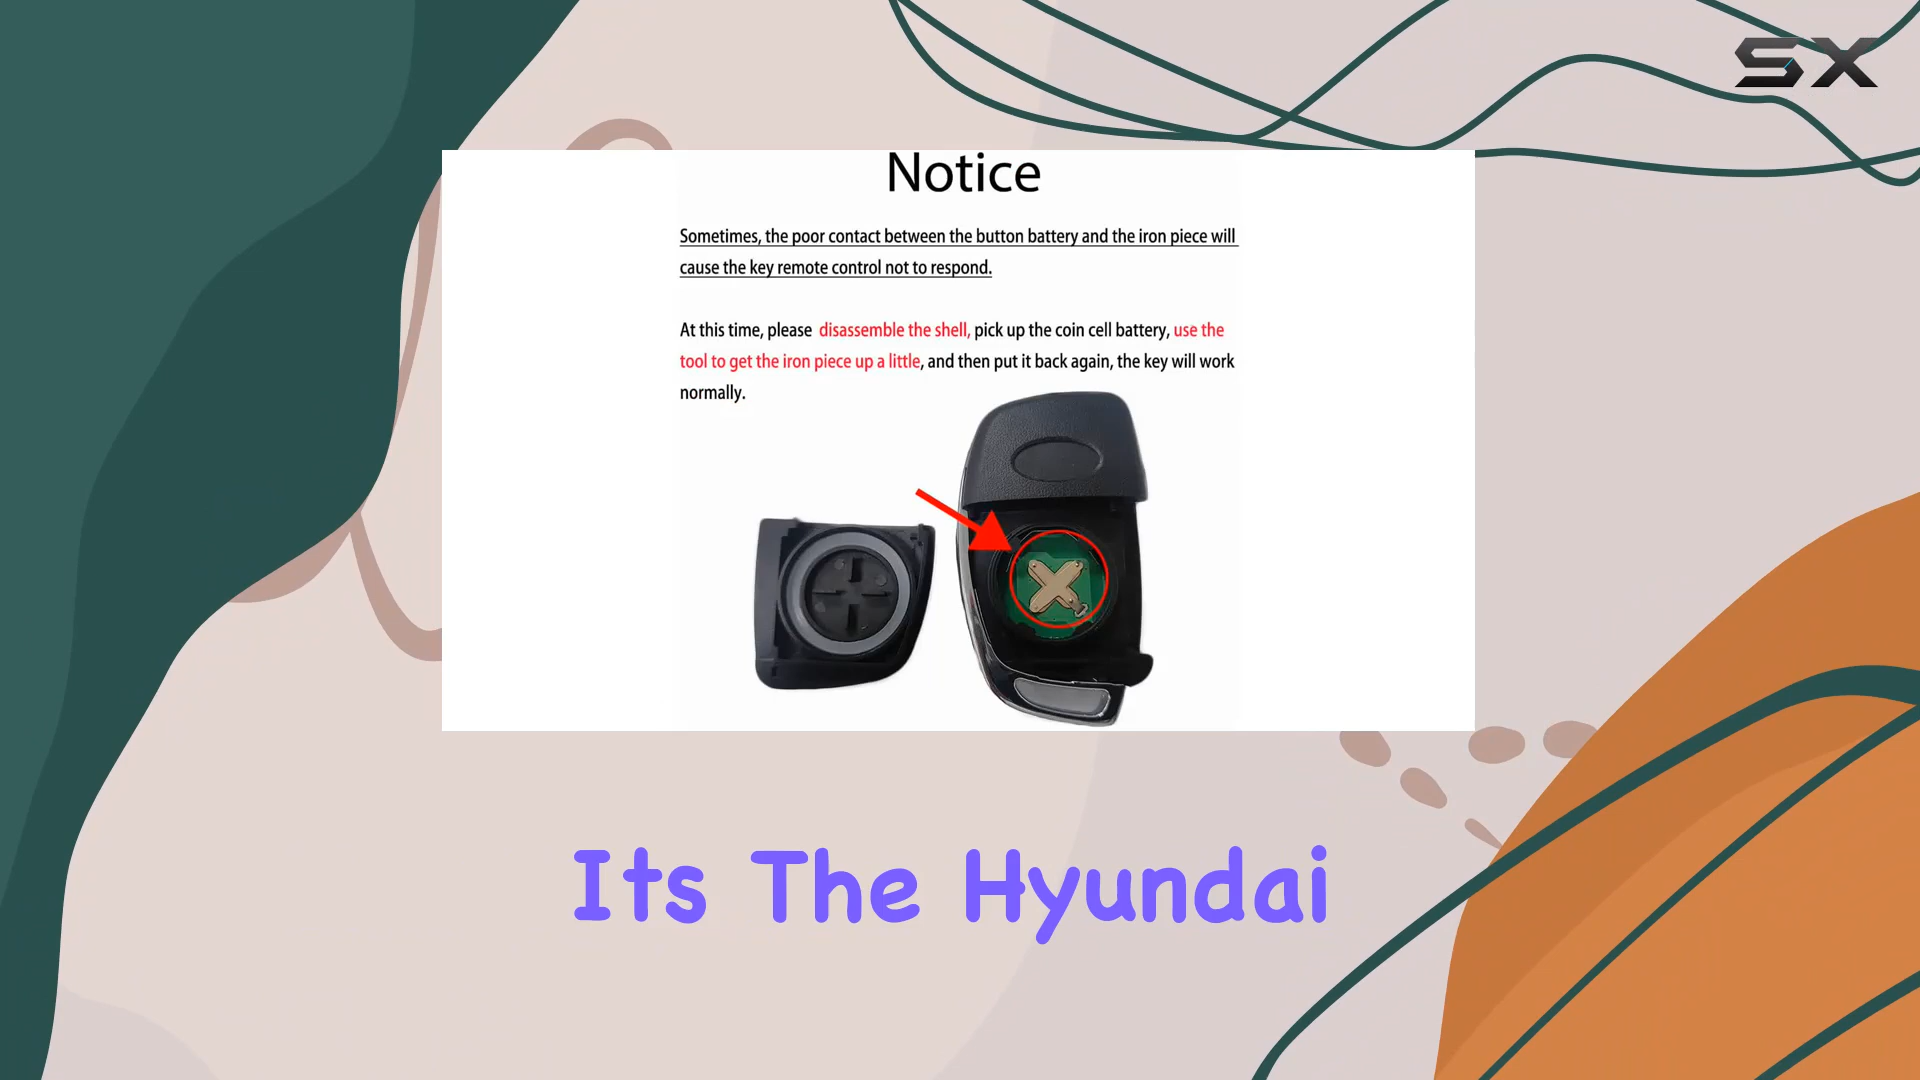 SX
Notice
Sometimes, the poor contact between the button battery and the iron piece will
cause the key remote control not to respond.
At this time, please disassemble the shell, pick up the coin cell battery, use the
tool to get the iron piece up a little, and then put it back again, the key will work
normally.
Its The Hyundai